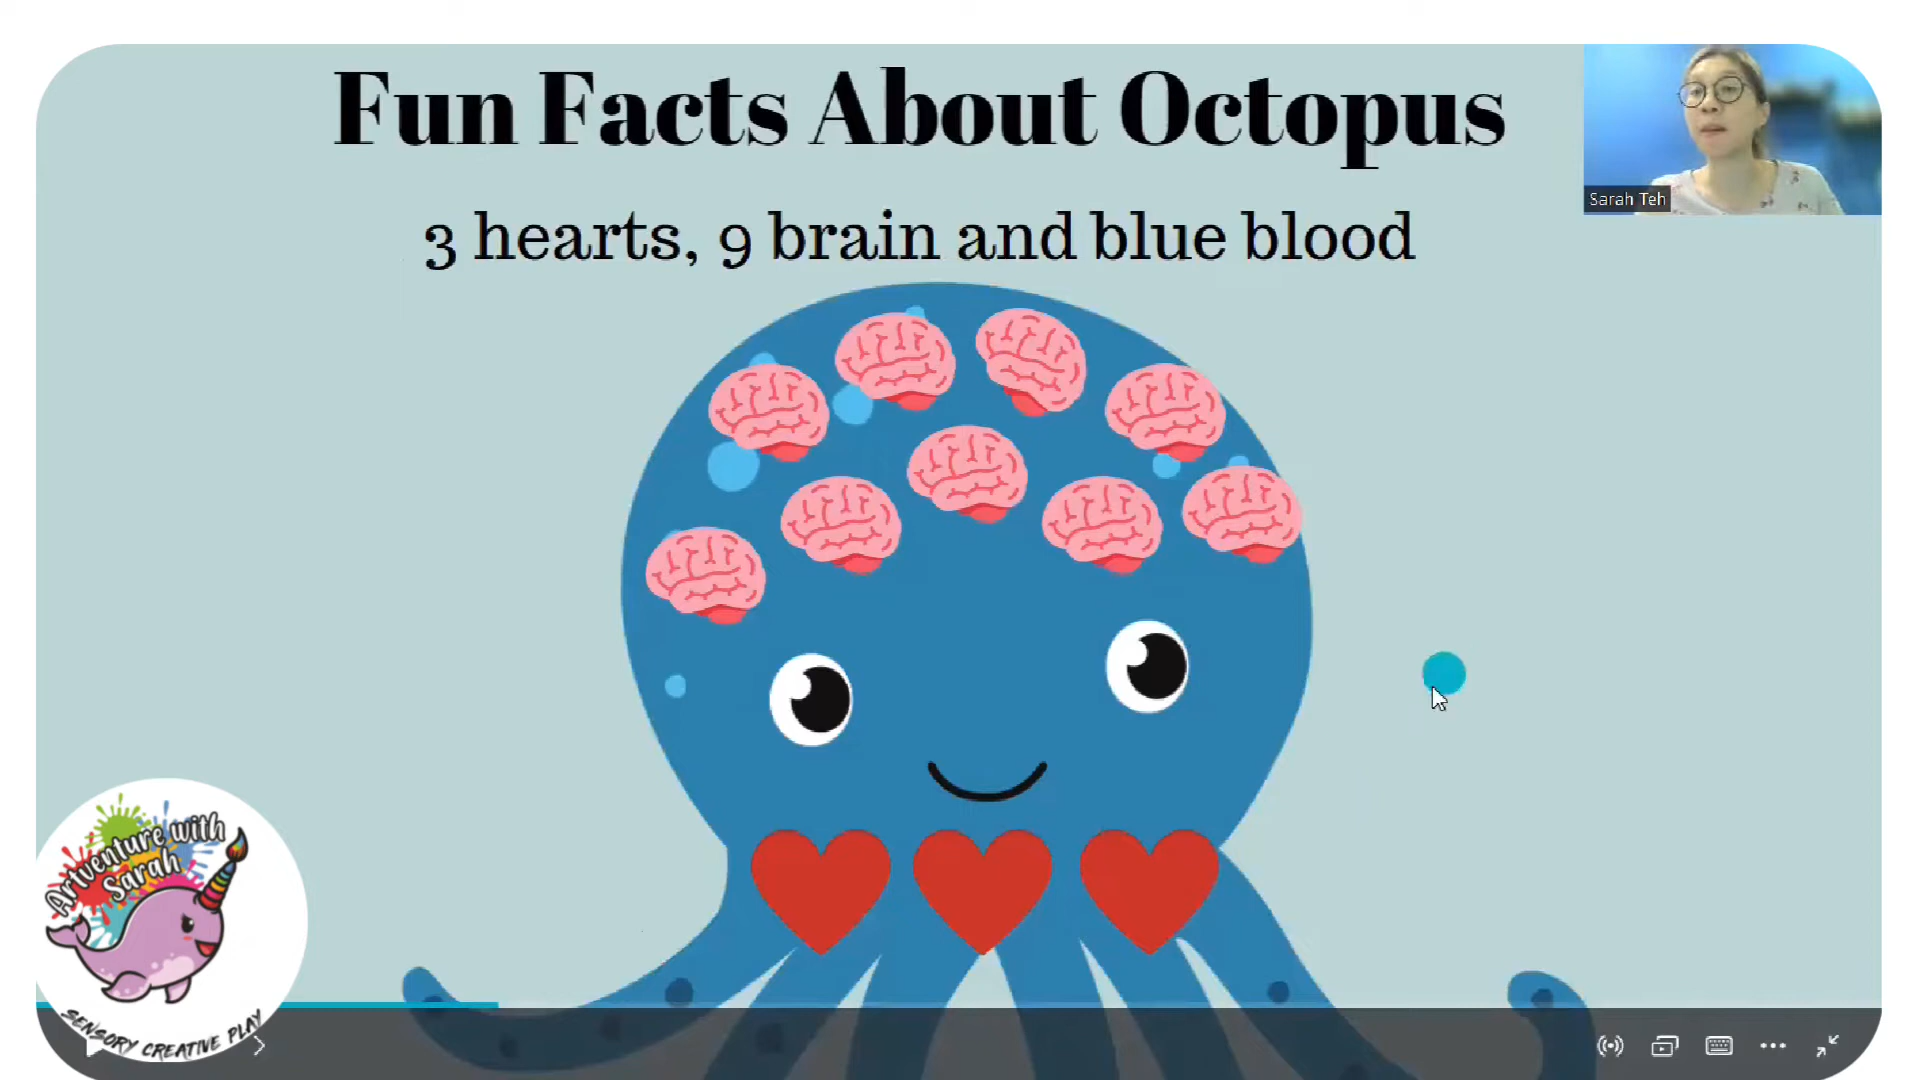 Fun Facts About Octopus
Sarah Teh
3 hearts, 9 brain and blue blood
Artventure with
Sarah
SENSORY CREATIVE PLAY